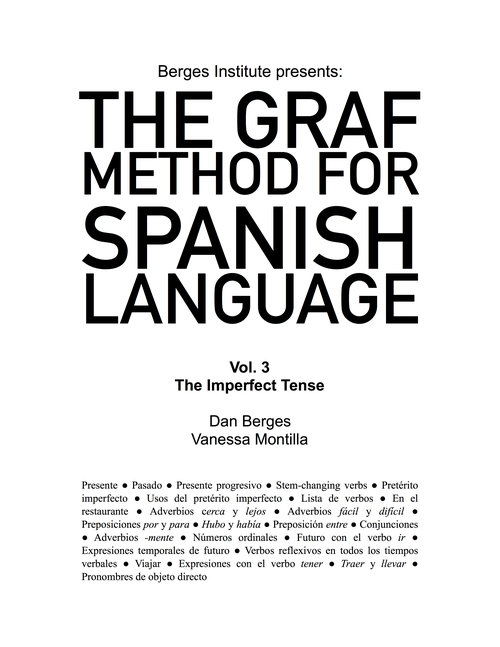 Berges Institute presents:
THE GRAF
METHOD FOR
SPANISH
LANGUAGE
Vol. 3
The Imperfect Tense
Dan Berges
Vanessa Montilla
Presente ● Pasado ● Presente progresivo ● Stem-changing verbs ● Pretérito
imperfecto ● Usos del pretérito imperfecto ● Lista de verbos ● En el
restaurante ● Adverbios cerca y lejos ● Adverbios fácil y difícil ●
Preposiciones por y para ● Hubo y había ● Preposición entre ● Conjunciones
● Adverbios -mente ● Números ordinales ● Futuro con el verbo ir ●
Expresiones temporales de futuro ● Verbos reflexivos en todos los tiempos
verbales ● Viajar ● Expresiones con el verbo tener ● Traer y llevar ●
Pronombres de objeto directo